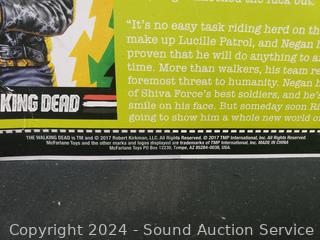 "It's no easy task riding herd on th
make up Lucille Patrol, and Negan h
proven that he will do anything to a
time. More than walkers, his team re
foremost threat to humanity. Negan h
of Shiva Force's best soldiers, and he's
smile on his face. But someday soon Ri
going to show him a whole new world o
KING DEAD
THE WALKING DEAD is TM and © 2017 Robert Kirkman, LLC. All Rights Reserved. © 2017 TMP International, Inc. All Rights Reserved.
McFarlane Toys and the other marks and logos displayed are trademarks of TMP International, Inc. MADE IN CHINA
McFarlane Toys PO Box 12230, Tempe, AZ 85284-0038, USA.
Copyright 2024 - Sound Auction Service